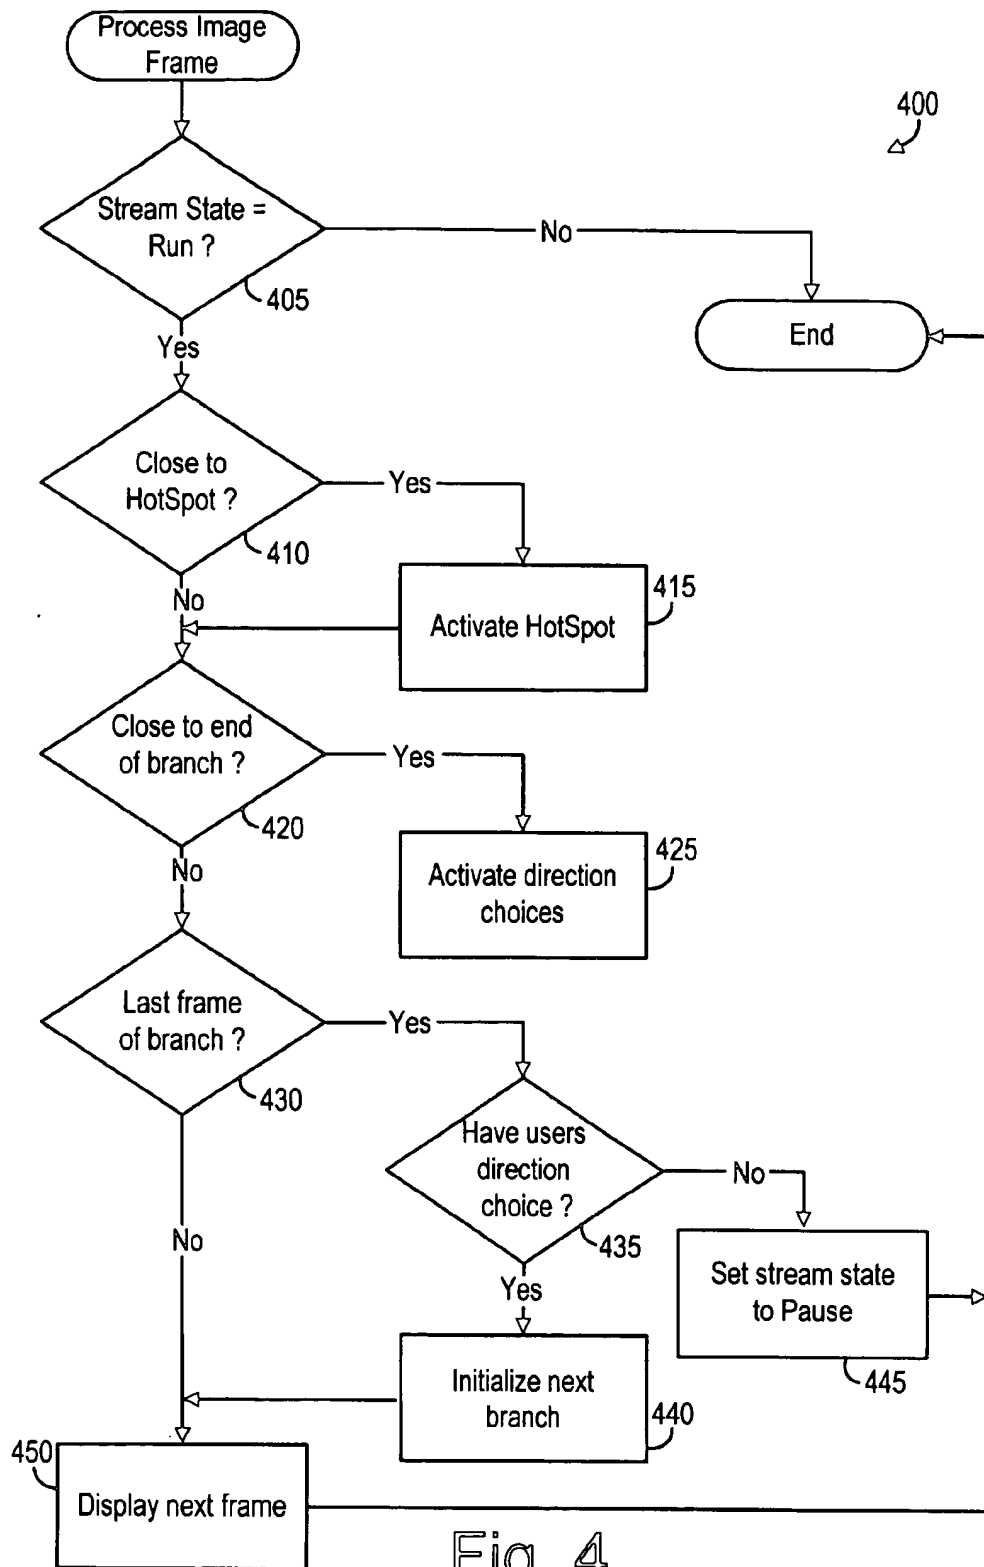 Process Image
Frame
400
Stream State =
Run ?
No
405
End
Yes
Close to
HotSpot ?
Yes
410
No
415
Activate HotSpot
Close to end
of branch ?
Yes
420
No
425
Activate direction
choices
Last frame
of branch ?
Yes
430
Have users
direction
choice ?
No
435
No
Yes
Set stream state
to Pause
445
Initialize next
branch
440
450
Display next frame
Fig. 4